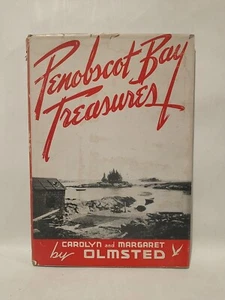 Penobscot Bay
Treasures
CAROLYN and MARGARET
by OLMSTED